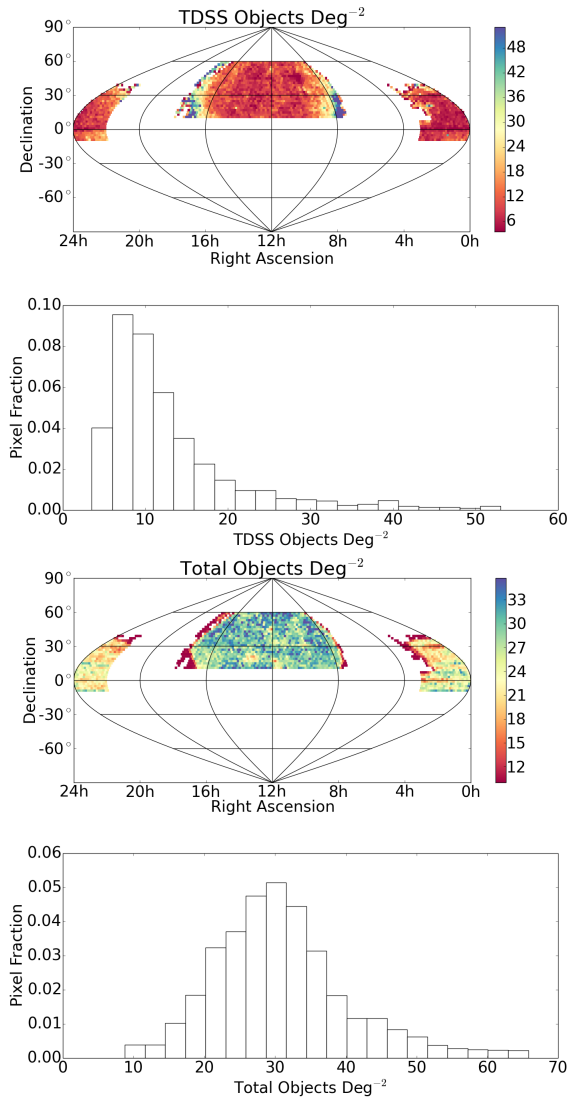 TDSS Objects Deg⁻²
90°
60°
30°
0°
-30°
-60°
Declination
24h 20h 16h 12h 8h 4h 0h
Right Ascension
48
42
36
30
24
18
12
6
0.10
0.08
0.06
0.04
0.02
0.00
Pixel Fraction
0 10 20 30 40 50 60
TDSS Objects Deg⁻²
Total Objects Deg⁻²
90°
60°
30°
0°
-30°
-60°
Declination
24h 20h 16h 12h 8h 4h 0h
Right Ascension
33
30
27
24
21
18
15
12
0.06
0.05
0.04
0.03
0.02
0.01
0.00
Pixel Fraction
0 10 20 30 40 50 60 70
Total Objects Deg⁻²